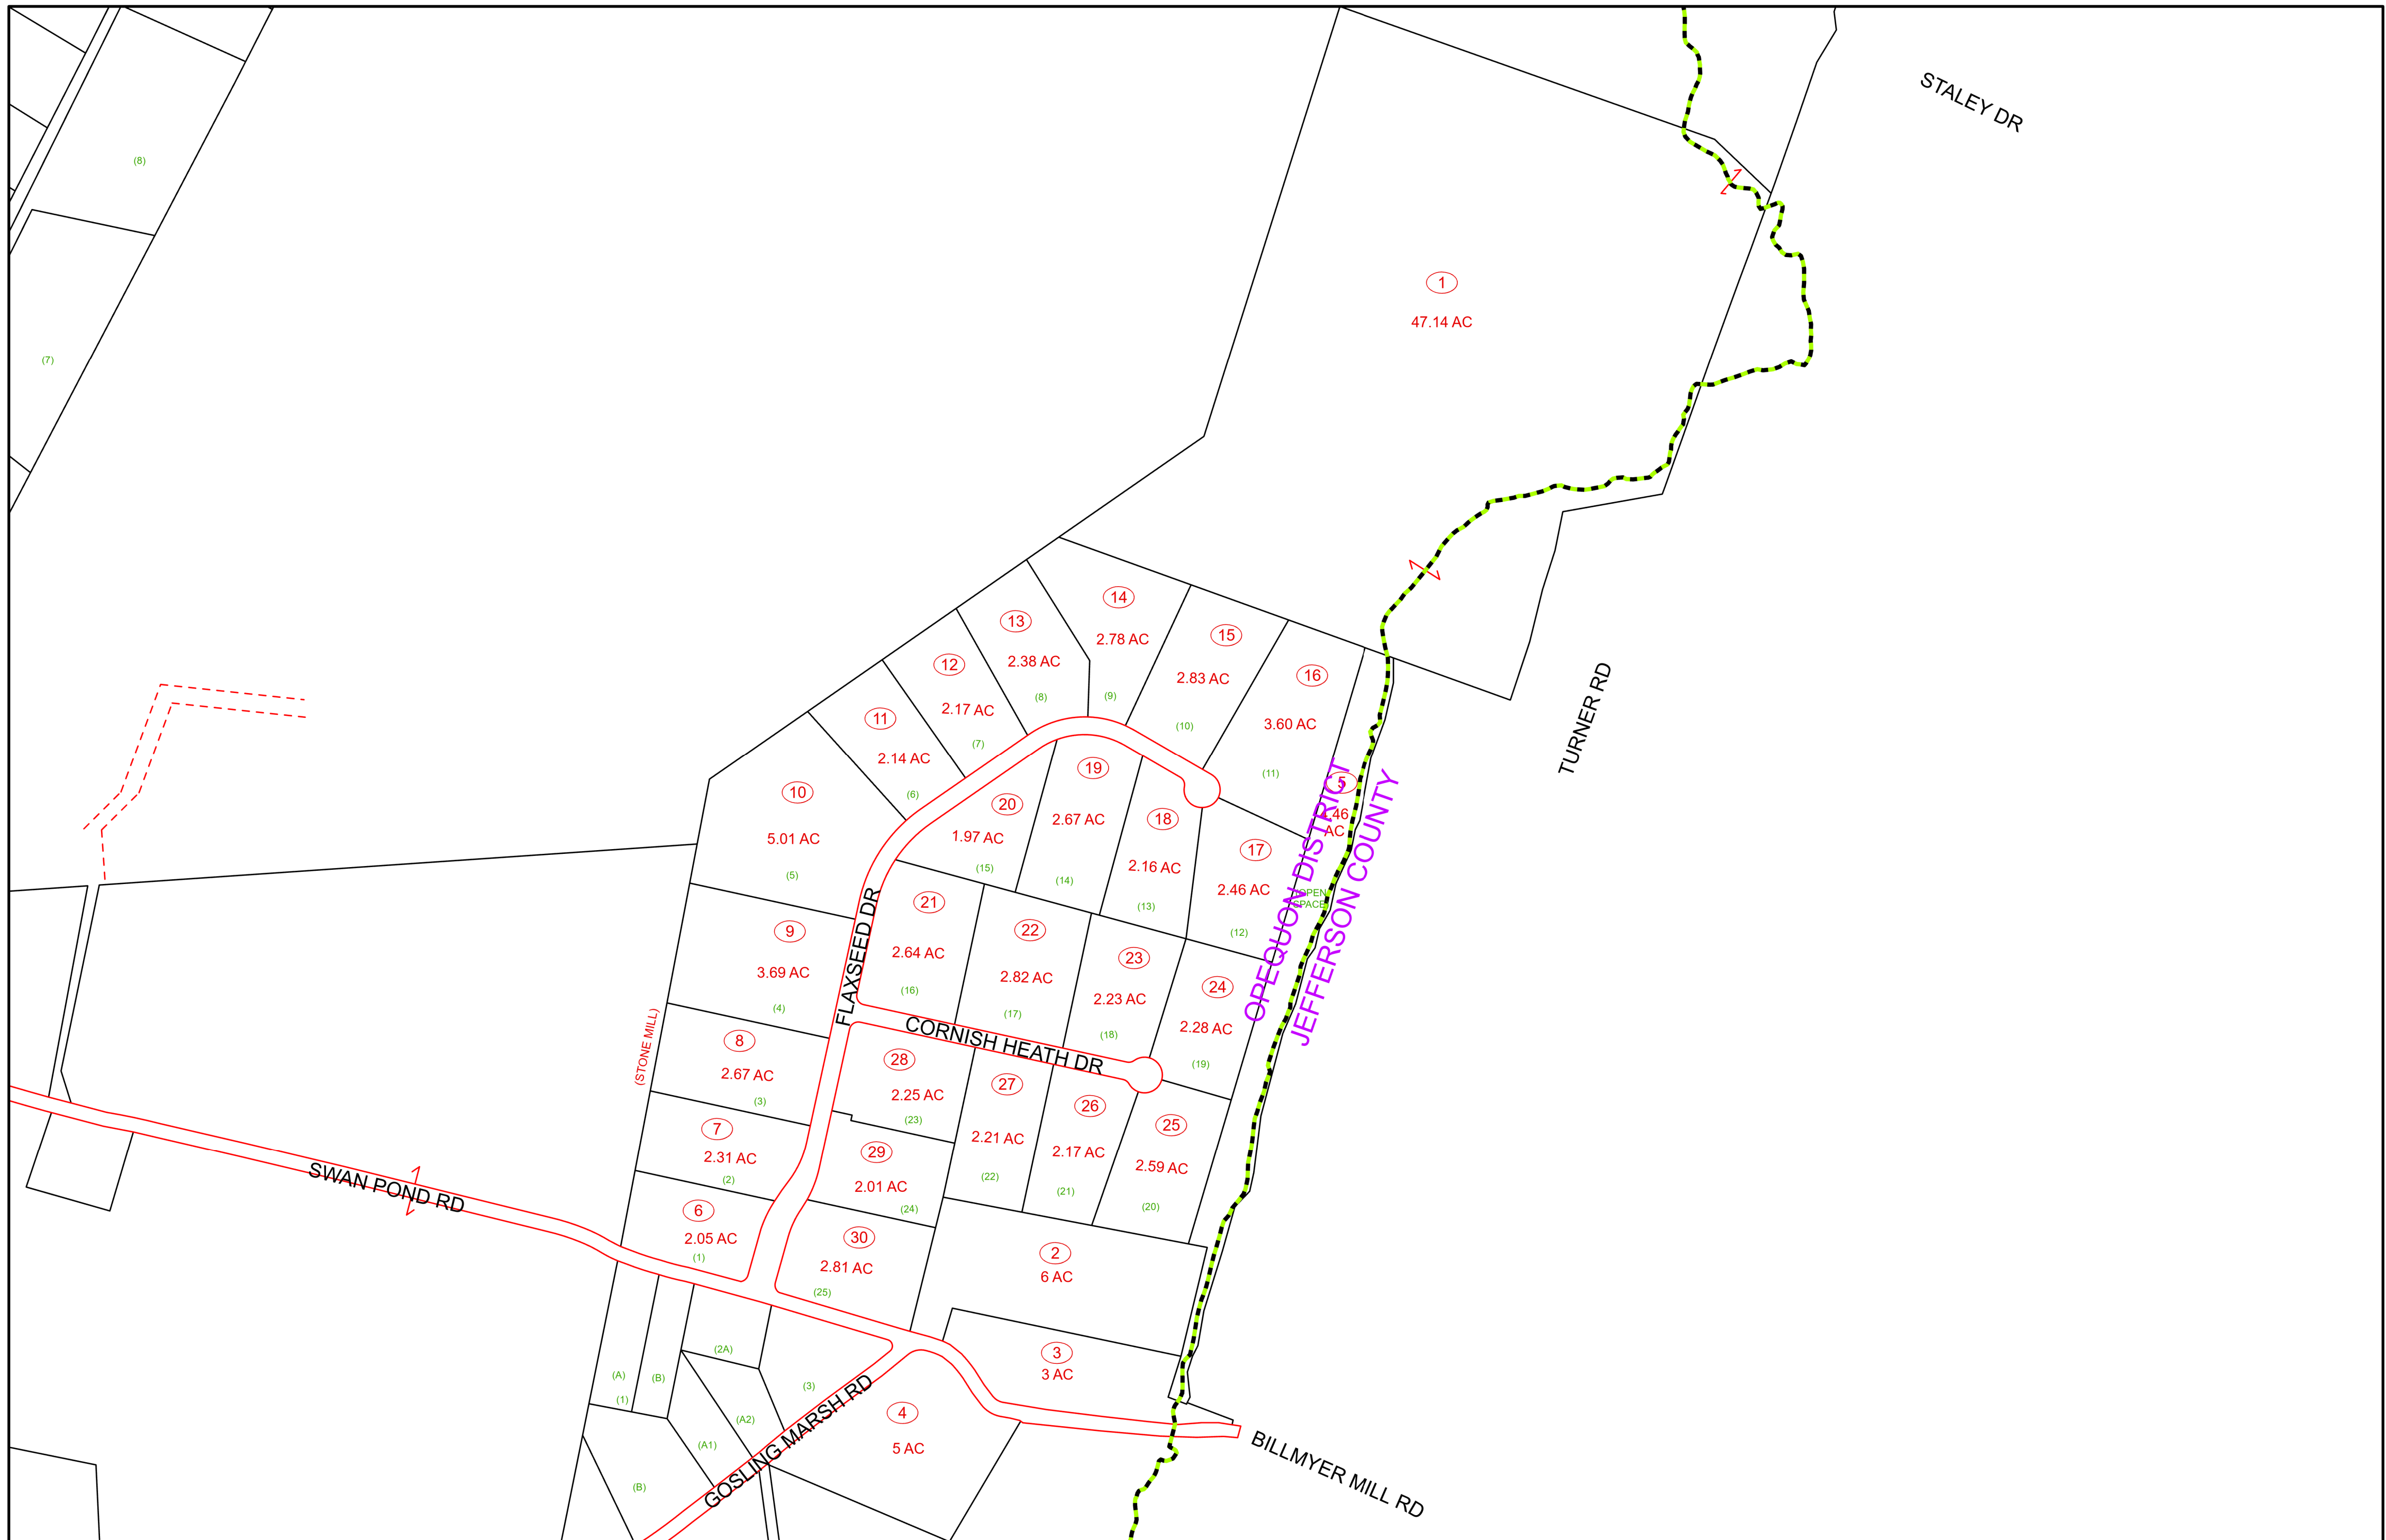 STALEY DR
(8)
1
47.14 AC
(7)
14
2.78 AC
(9)
13
2.38 AC
(8)
15
2.83 AC
(10)
12
2.17 AC
(7)
16
3.60 AC
(11)
TURNER RD
11
2.14 AC
(6)
19
2.67 AC
(14)
5
AC
10
5.01 AC
(5)
20
1.97 AC
(15)
18
2.16 AC
(13)
17
2.46 AC
(12)
OPEN
SPACE
OPEQUON DISTRICT
JEFFERSON COUNTY
FLAXSEED DR
21
2.64 AC
(16)
22
2.82 AC
(17)
9
3.69 AC
(4)
23
2.23 AC
(18)
24
2.28 AC
(19)
CORNISH HEATH DR
(STONE MILL)
8
2.67 AC
(3)
28
2.25 AC
(23)
27
2.21 AC
(22)
26
2.17 AC
(21)
25
2.59 AC
(20)
7
2.31 AC
(2)
29
2.01 AC
(24)
SWAN POND RD
6
2.05 AC
(1)
30
2.81 AC
(25)
2
6 AC
(2A)
3
3 AC
(A)
(1)
(B)
(3)
GOSLING MARSH RD
4
5 AC
(A2)
(A1)
(B)
BILLMYER MILL RD